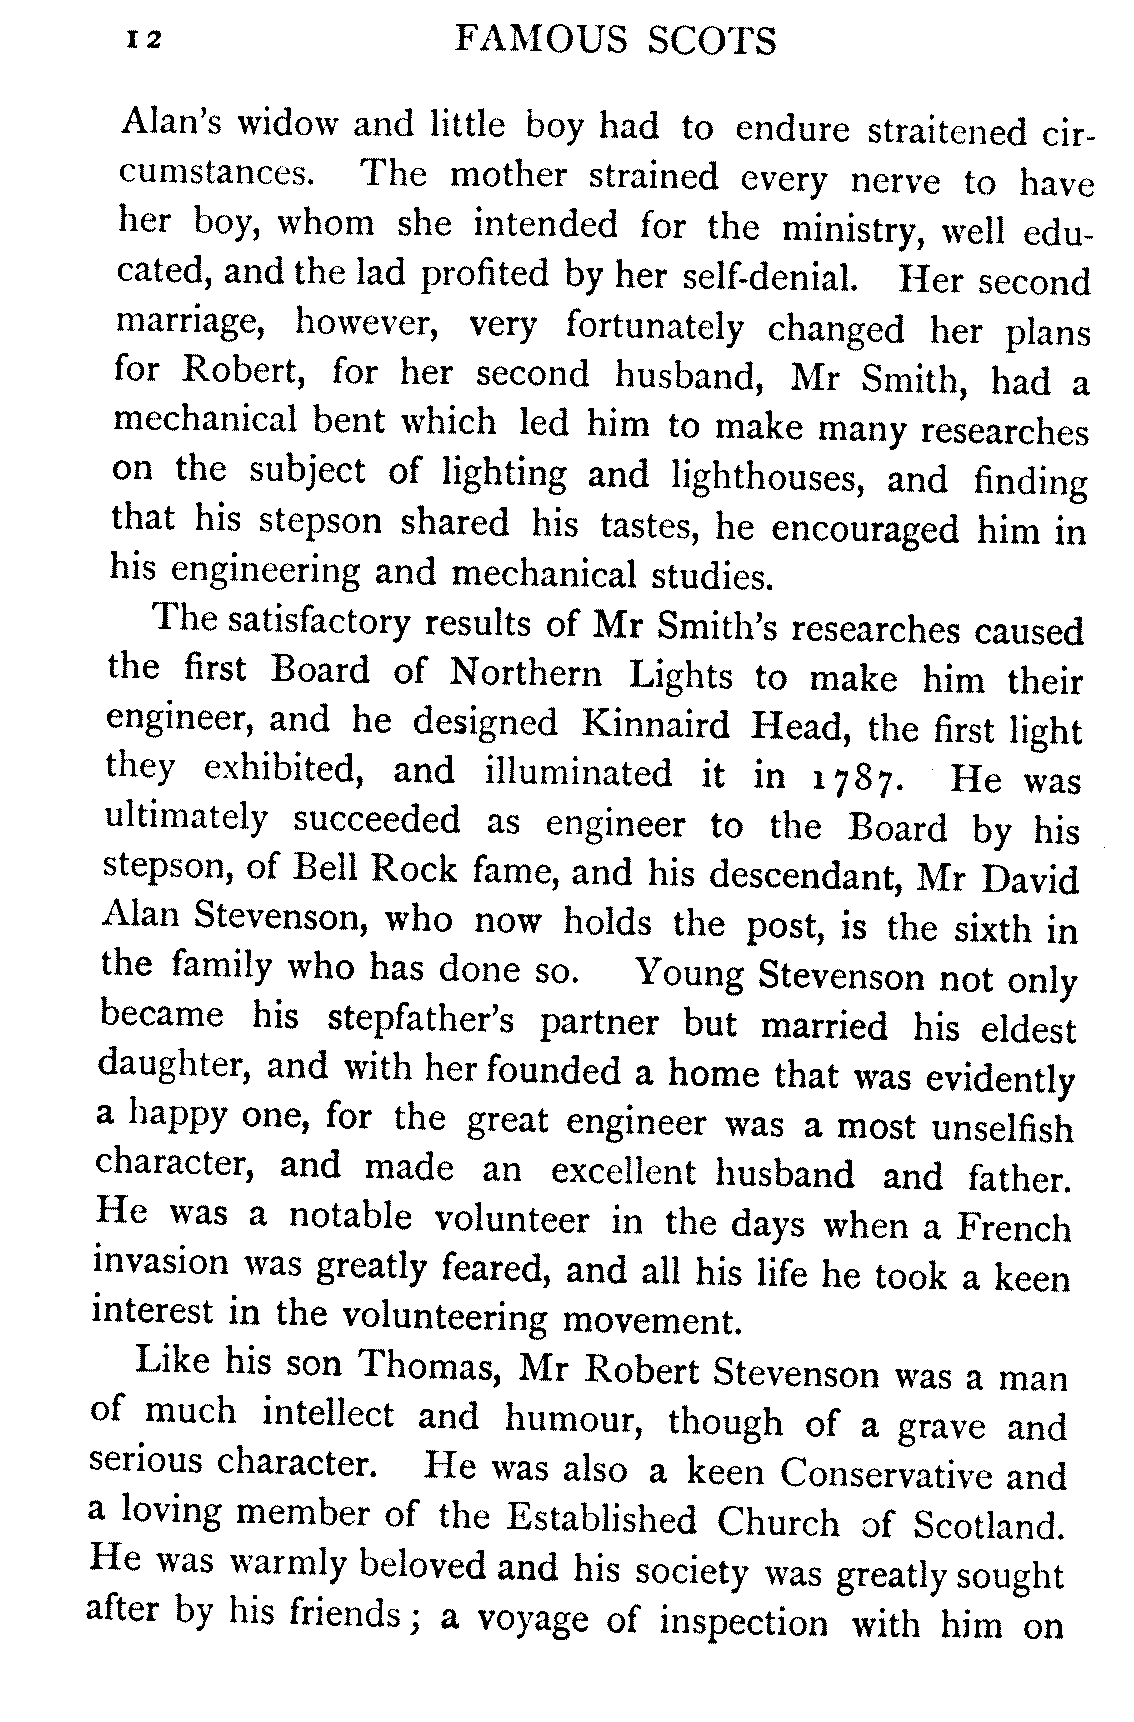 12 FAMOUS SCOTS
Alan's widow and little boy had to endure straitened cir-
cumstances. The mother strained every nerve to have
her boy, whom she intended for the ministry, well edu-
cated, and the lad profited by her self-denial. Her second
marriage, however, very fortunately changed her plans
for Robert, for her second husband, Mr Smith, had a
mechanical bent which led him to make many researches
on the subject of lighting and lighthouses, and finding
that his stepson shared his tastes, he encouraged him in
his engineering and mechanical studies.
The satisfactory results of Mr Smith's researches caused
the first Board of Northern Lights to make him their
engineer, and he designed Kinnaird Head, the first light
they exhibited, and illuminated it in 1787. He was
ultimately succeeded as engineer to the Board by his
stepson, of Bell Rock fame, and his descendant, Mr David
Alan Stevenson, who now holds the post, is the sixth in
the family who has done so. Young Stevenson not only
became his stepfather's partner but married his eldest
daughter, and with her founded a home that was evidently
a happy one, for the great engineer was a most unselfish
character, and made an excellent husband and father.
He was a notable volunteer in the days when a French
invasion was greatly feared, and all his life he took a keen
interest in the volunteering movement.
Like his son Thomas, Mr Robert Stevenson was a man
of much intellect and humour, though of a grave and
serious character. He was also a keen Conservative and
a loving member of the Established Church of Scotland.
He was warmly beloved and his society was greatly sought
after by his friends; a voyage of inspection with him on